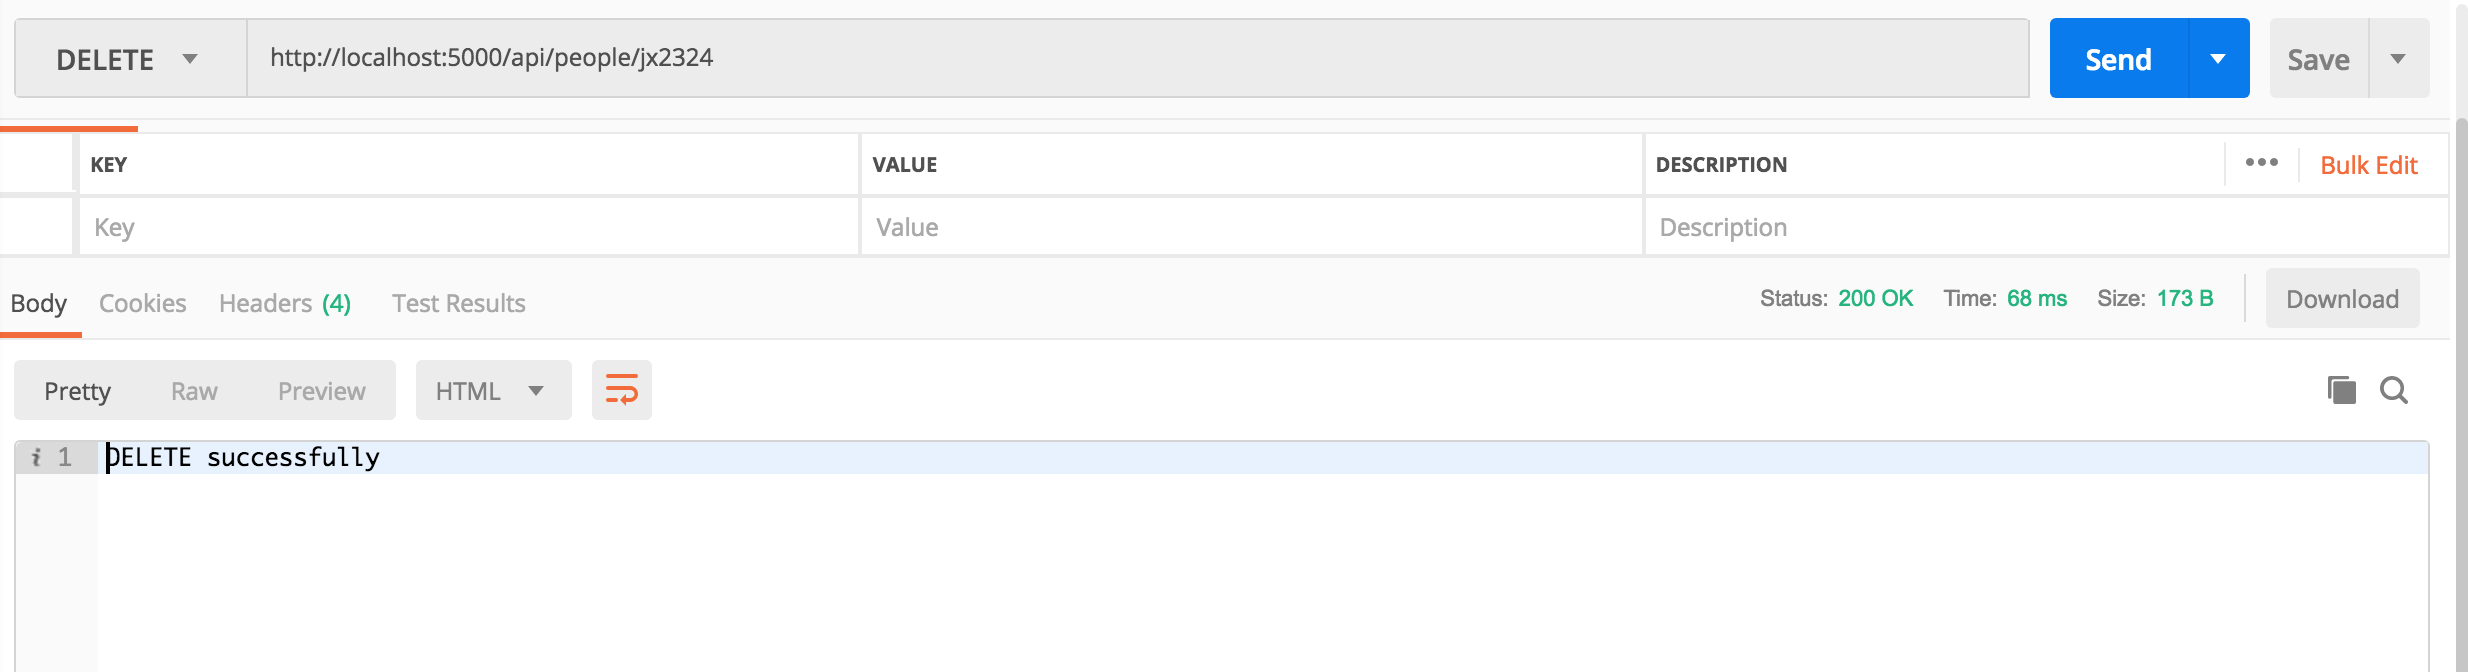 DELETE http://localhost:5000/api/people/jx2324 Send Save
KEY VALUE DESCRIPTION ••• Bulk Edit
Key Value Description
Body Cookies Headers (4) Test Results Status: 200 OK Time: 68 ms Size: 173 B Download
Pretty Raw Preview HTML
i 1 DELETE successfully